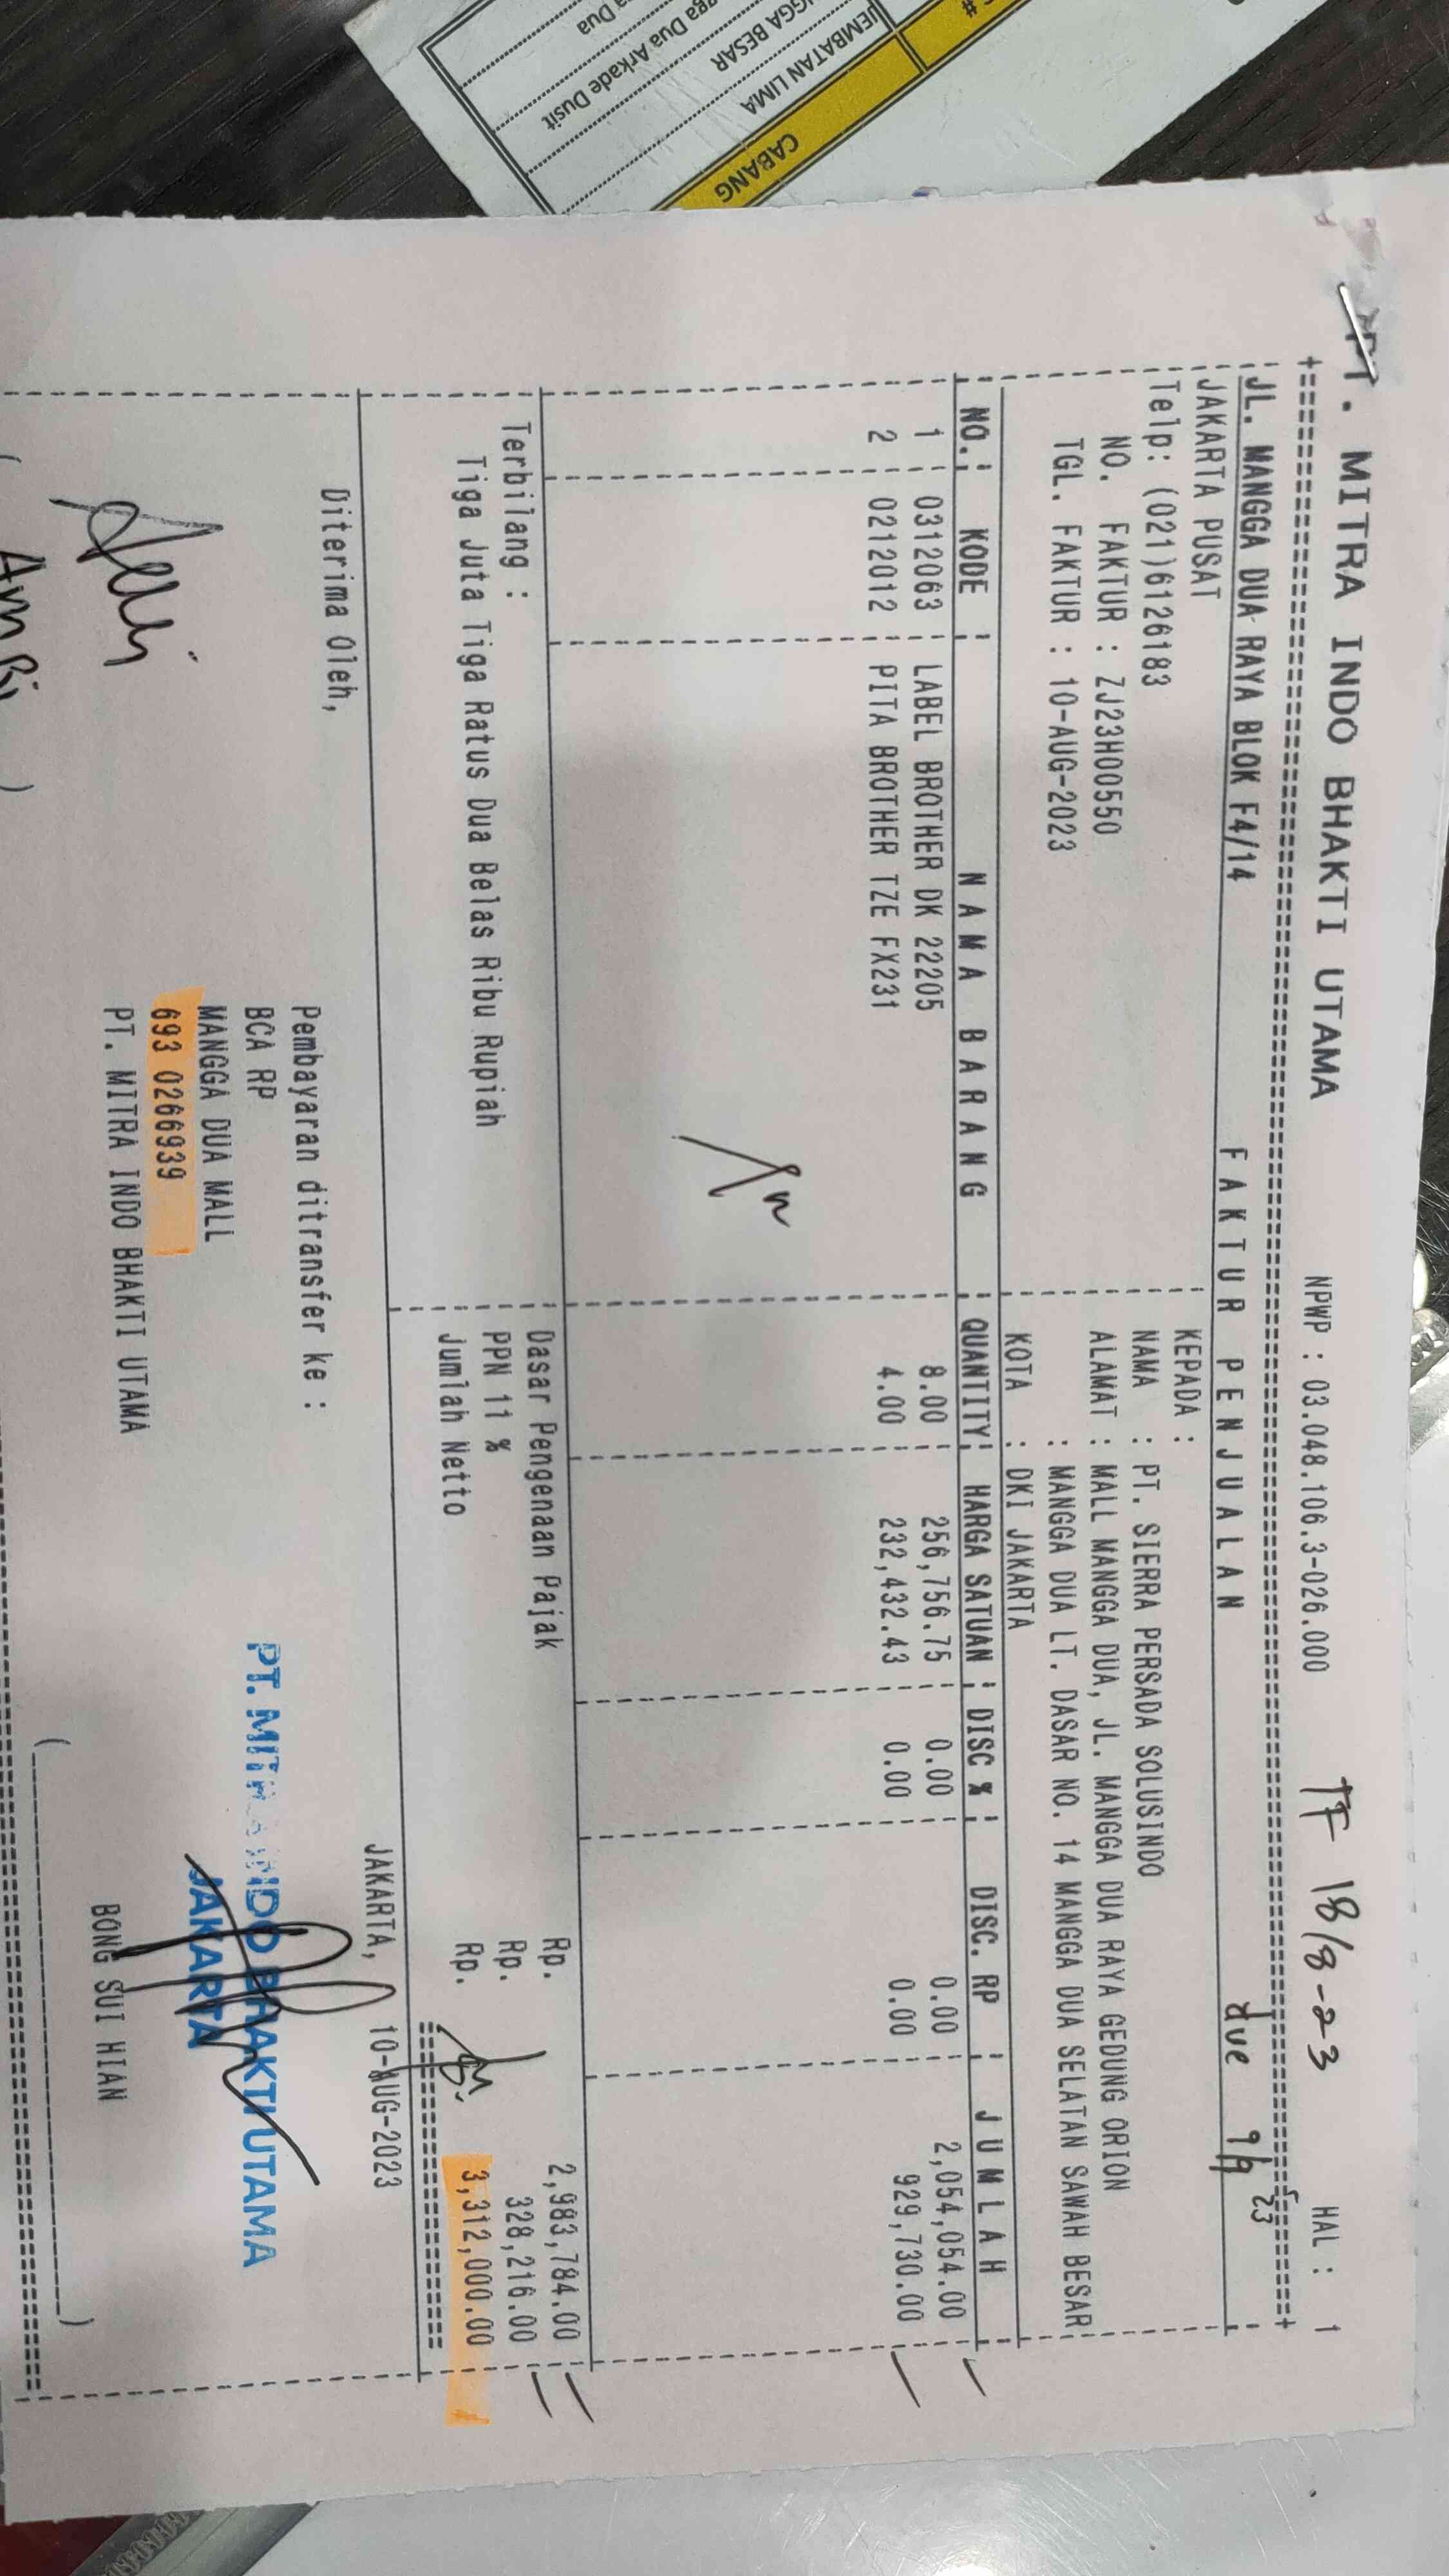 PT. MITRA INDO BHAKTI UTAMA NPWP : 03.048.106.3-026.000 TF 18/8-23 HAL : 1
JL. MANGGA DUA RAYA BLOK F4/14 F A K T U R P E N J U A L A N due 9/9 23
JAKARTA PUSAT KEPADA :
Telp: (021)6126183 NAMA : PT. SIERRA PERSADA SOLUSINDO
NO. FAKTUR : ZJ23H00550 ALAMAT : MALL MANGGA DUA, JL. MANGGA DUA RAYA GEDUNG ORION
TGL. FAKTUR : 10-AUG-2023 : MANGGA DUA LT. DASAR NO. 14 MANGGA DUA SELATAN SAWAH BESAR
KOTA : DKI JAKARTA
NO. KODE N A M A B A R A N G QUANTITY HARGA SATUAN DISC % DISC. RP J U M L A H
1 0312063 LABEL BROTHER DK 22205 8.00 256,756.75 0.00 0.00 2,054,054.00
2 0212012 PITA BROTHER TZE FX231 4.00 232,432.43 0.00 0.00 929,730.00
Terbilang : Dasar Pengenaan Pajak Rp. 2,983,784.00
Tiga Juta Tiga Ratus Dua Belas Ribu Rupiah PPN 11 % Rp. 328,216.00
Jumlah Netto Rp. 3,312,000.00
JAKARTA, 10-AUG-2023
Diterima Oleh, Pembayaran ditransfer ke :
BCA RP
MANGGA DUA MALL
693 0266939
PT. MITRA INDO BHAKTI UTAMA
PT. MITRA INDO BHAKTI UTAMA
JAKARTA
BONG SUI HIAN
CABANG
JEMBATAN LIMA
GGA BESAR
gga Dua Arkade Dusit
a Dua